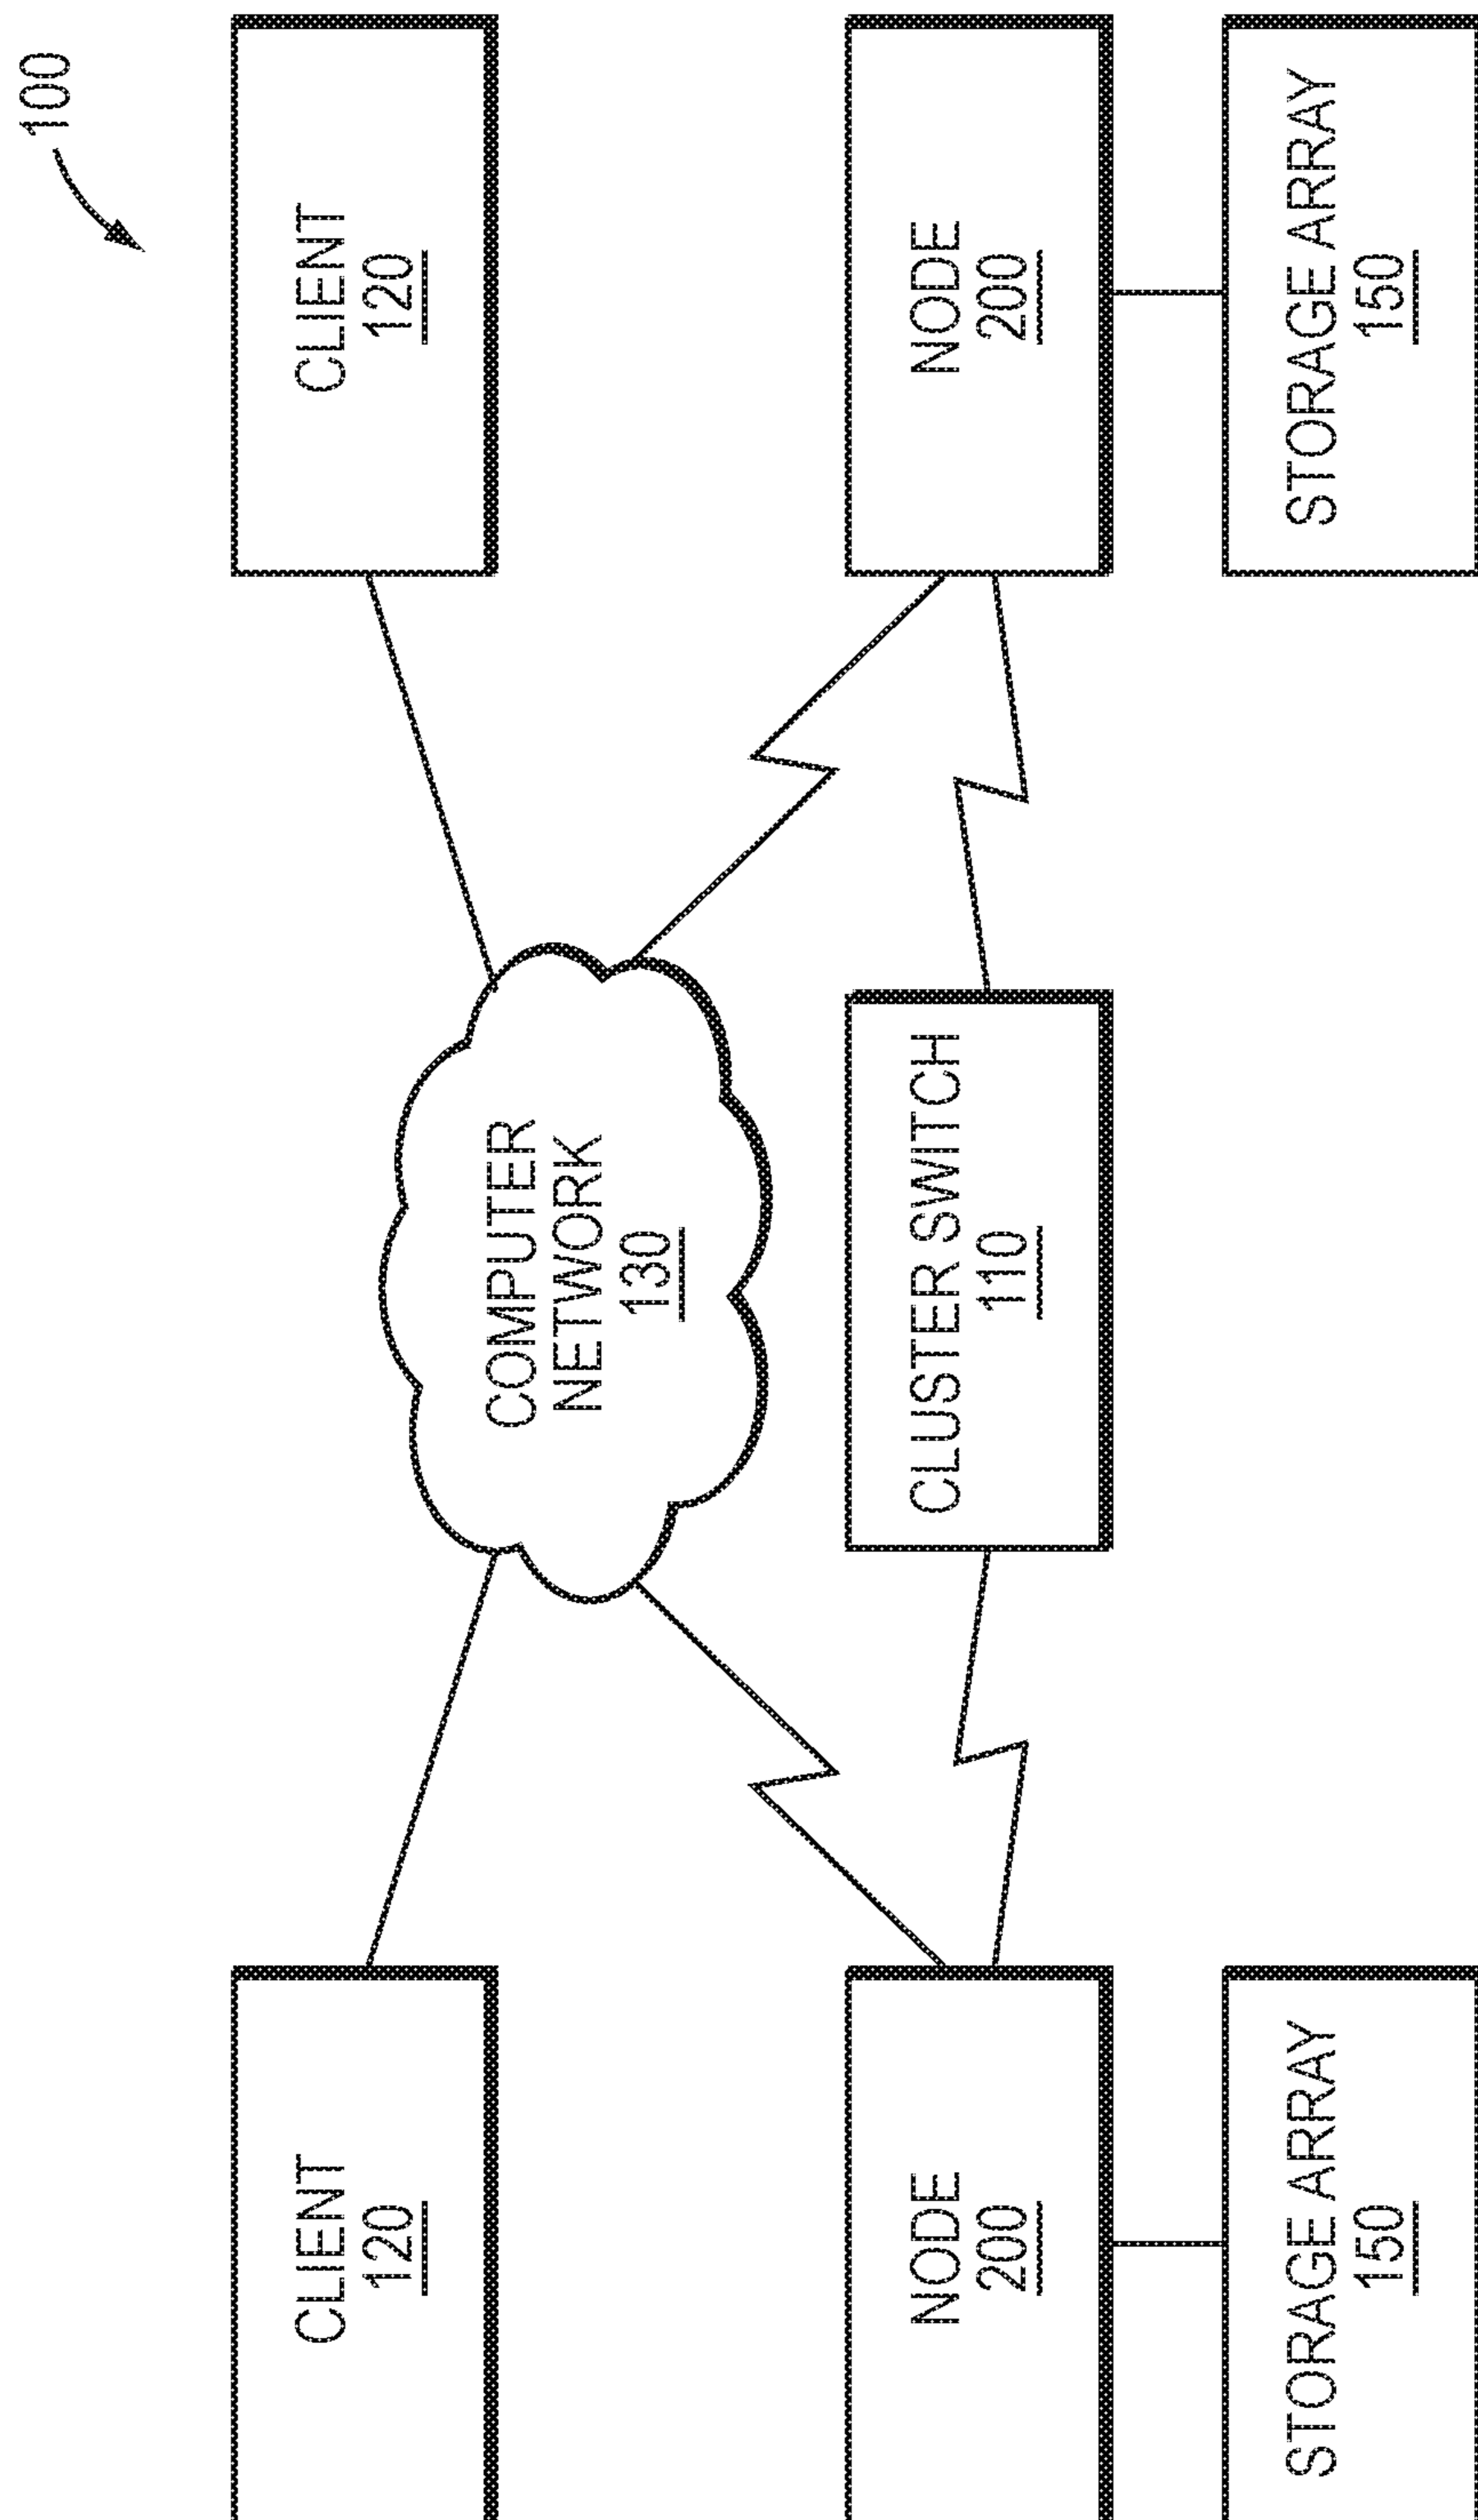 100
CLIENT
120
COMPUTER
NETWORK
130
CLIENT
120
NODE
200
CLUSTER SWITCH
110
NODE
200
STORAGE ARRAY
150
STORAGE ARRAY
150